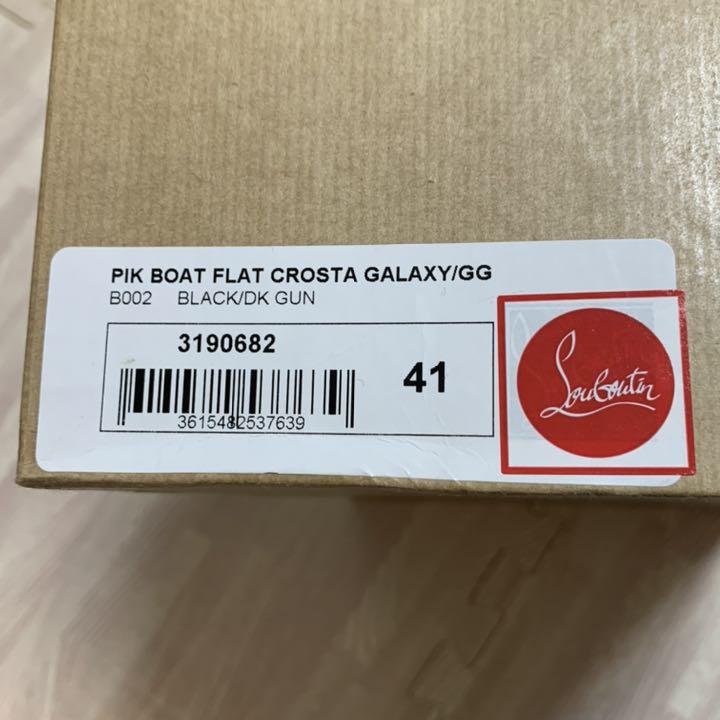 PIK BOAT FLAT CROSTA GALAXY/GG
B002 BLACK/DK GUN
3190682
41
3615482537639
Louboutin